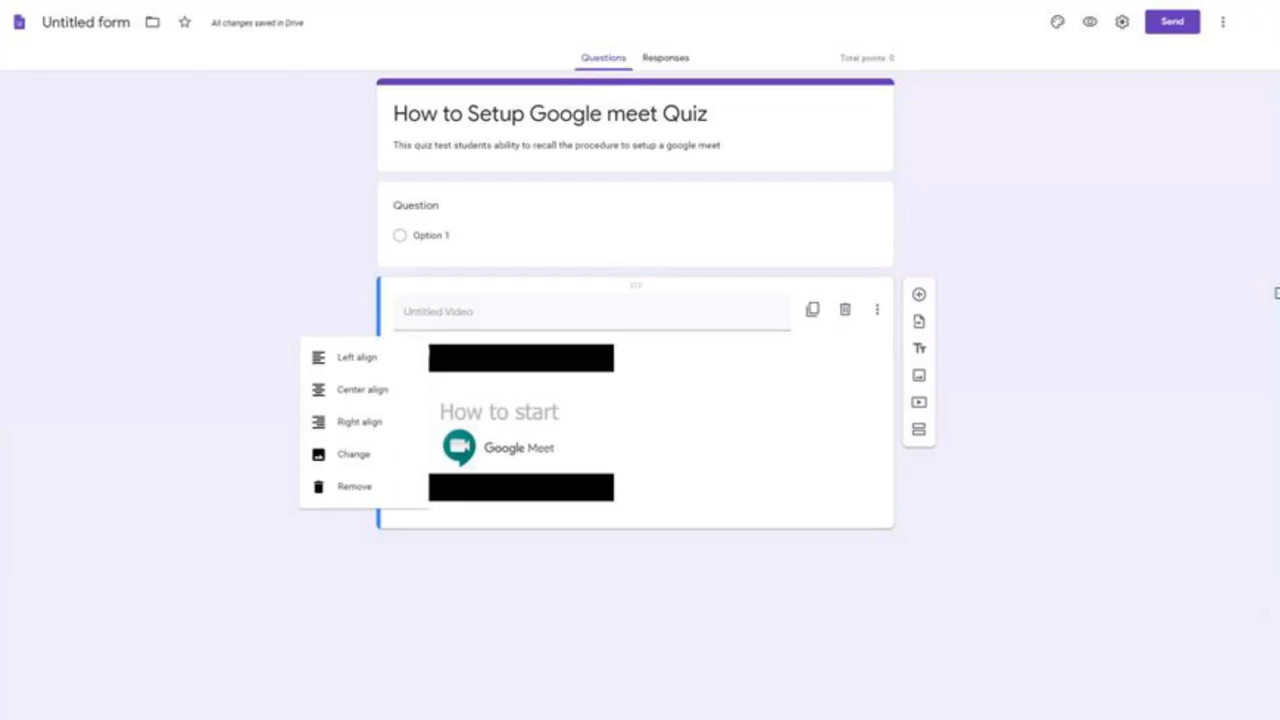 Untitled form
All changes saved in Drive
Send
Questions Responses
Total points: 0
How to Setup Google meet Quiz
This quiz test students ability to recall the procedure to setup a google meet
Question
Option 1
Untitled Video
Left align
Center align
Right align
Change
Remove
How to start
Google Meet
Tт